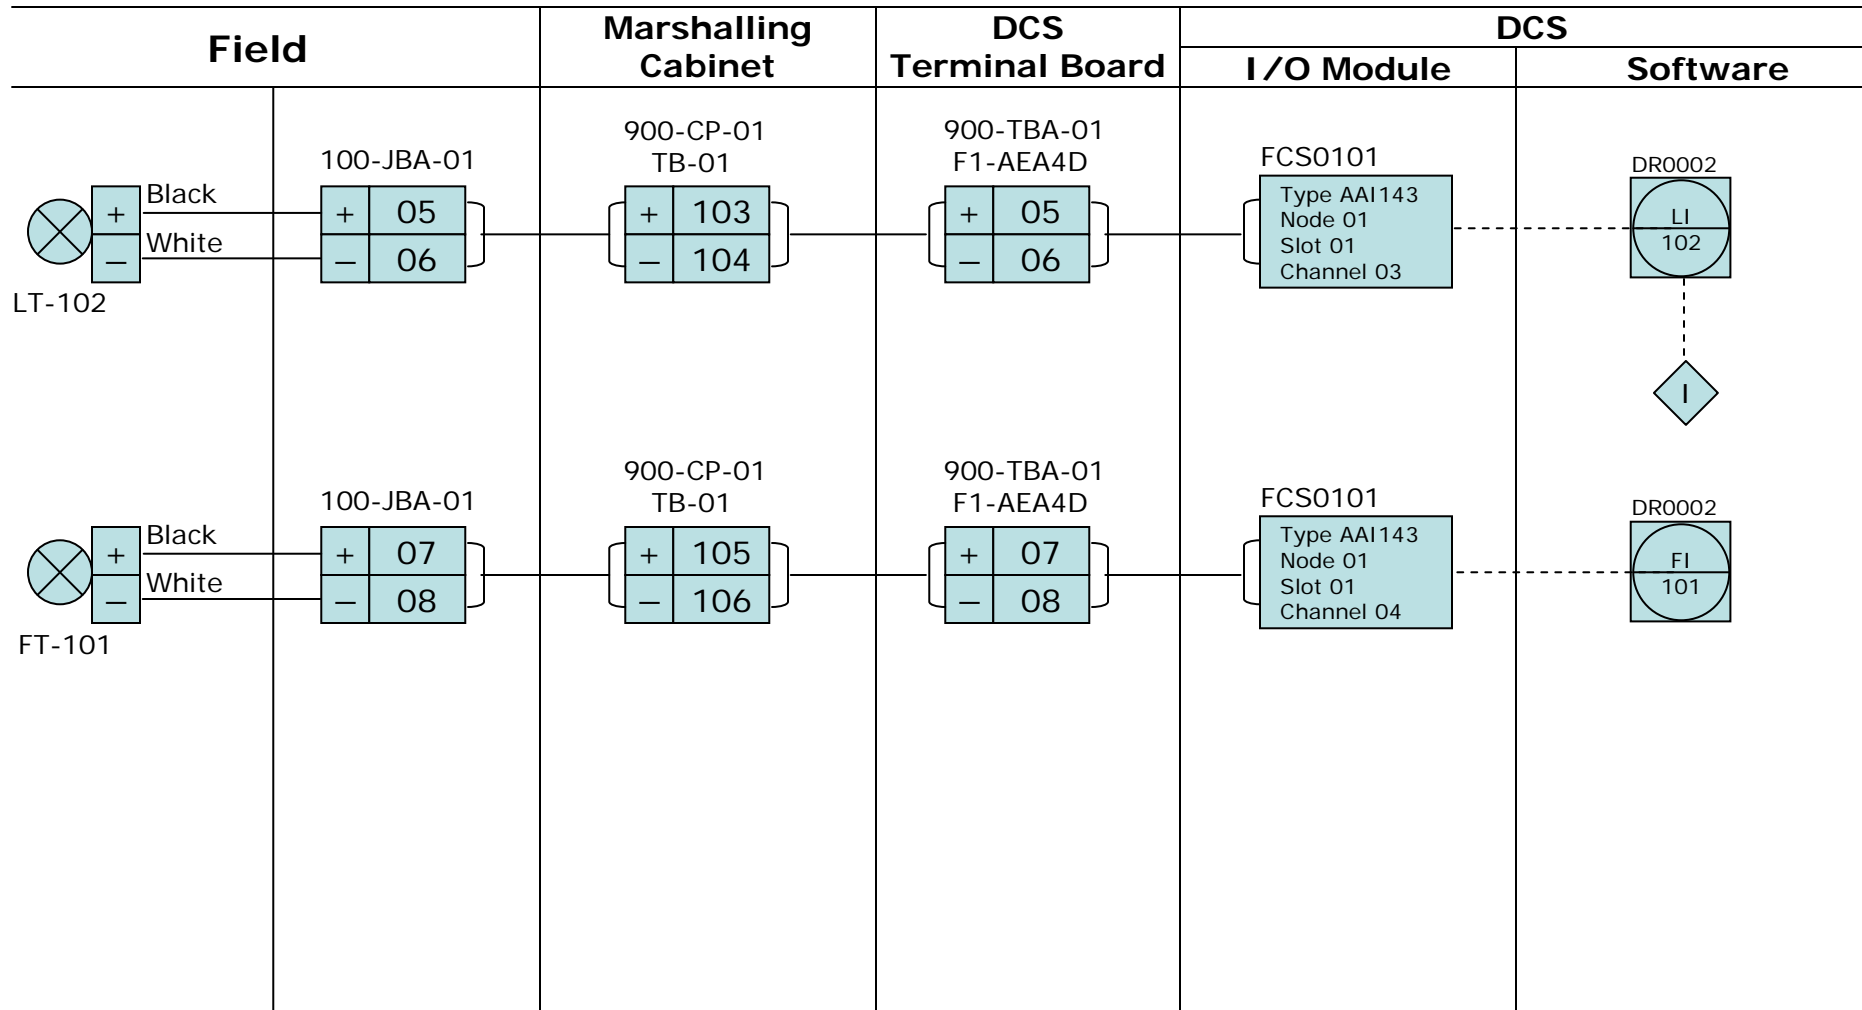 Field
Marshalling
Cabinet
DCS
Terminal Board
DCS
I/O Module
Software
LT-102
+
−
Black
White
100-JBA-01
+ 05
− 06
900-CP-01
TB-01
+ 103
− 104
900-TBA-01
F1-AEA4D
+ 05
− 06
FCS0101
Type AAI143
Node 01
Slot 01
Channel 03
DR0002
LI
102
I
FT-101
+
−
Black
White
100-JBA-01
+ 07
− 08
900-CP-01
TB-01
+ 105
− 106
900-TBA-01
F1-AEA4D
+ 07
− 08
FCS0101
Type AAI143
Node 01
Slot 01
Channel 04
DR0002
FI
101